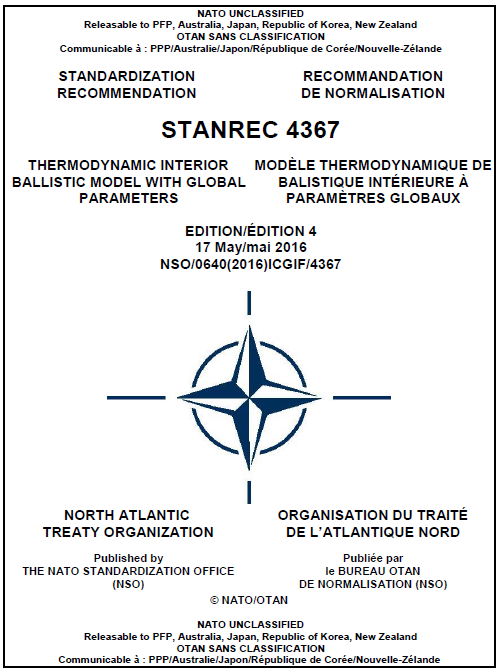 NATO UNCLASSIFIED
Releasable to PFP, Australia, Japan, Republic of Korea, New Zealand
OTAN SANS CLASSIFICATION
Communicable à : PPP/Australie/Japon/République de Corée/Nouvelle-Zélande
STANDARDIZATION
RECOMMENDATION
RECOMMANDATION
DE NORMALISATION
STANREC 4367
THERMODYNAMIC INTERIOR
BALLISTIC MODEL WITH GLOBAL
PARAMETERS
MODÈLE THERMODYNAMIQUE DE
BALISTIQUE INTÉRIEURE À
PARAMÈTRES GLOBAUX
EDITION/ÉDITION 4
17 May/mai 2016
NSO/0640(2016)ICGIF/4367
NORTH ATLANTIC
TREATY ORGANIZATION
ORGANISATION DU TRAITÉ
DE L'ATLANTIQUE NORD
Published by
THE NATO STANDARDIZATION OFFICE
(NSO)
Publiée par
le BUREAU OTAN
DE NORMALISATION (NSO)
© NATO/OTAN
NATO UNCLASSIFIED
Releasable to PFP, Australia, Japan, Republic of Korea, New Zealand
OTAN SANS CLASSIFICATION
Communicable à : PPP/Australie/Japon/République de Corée/Nouvelle-Zélande